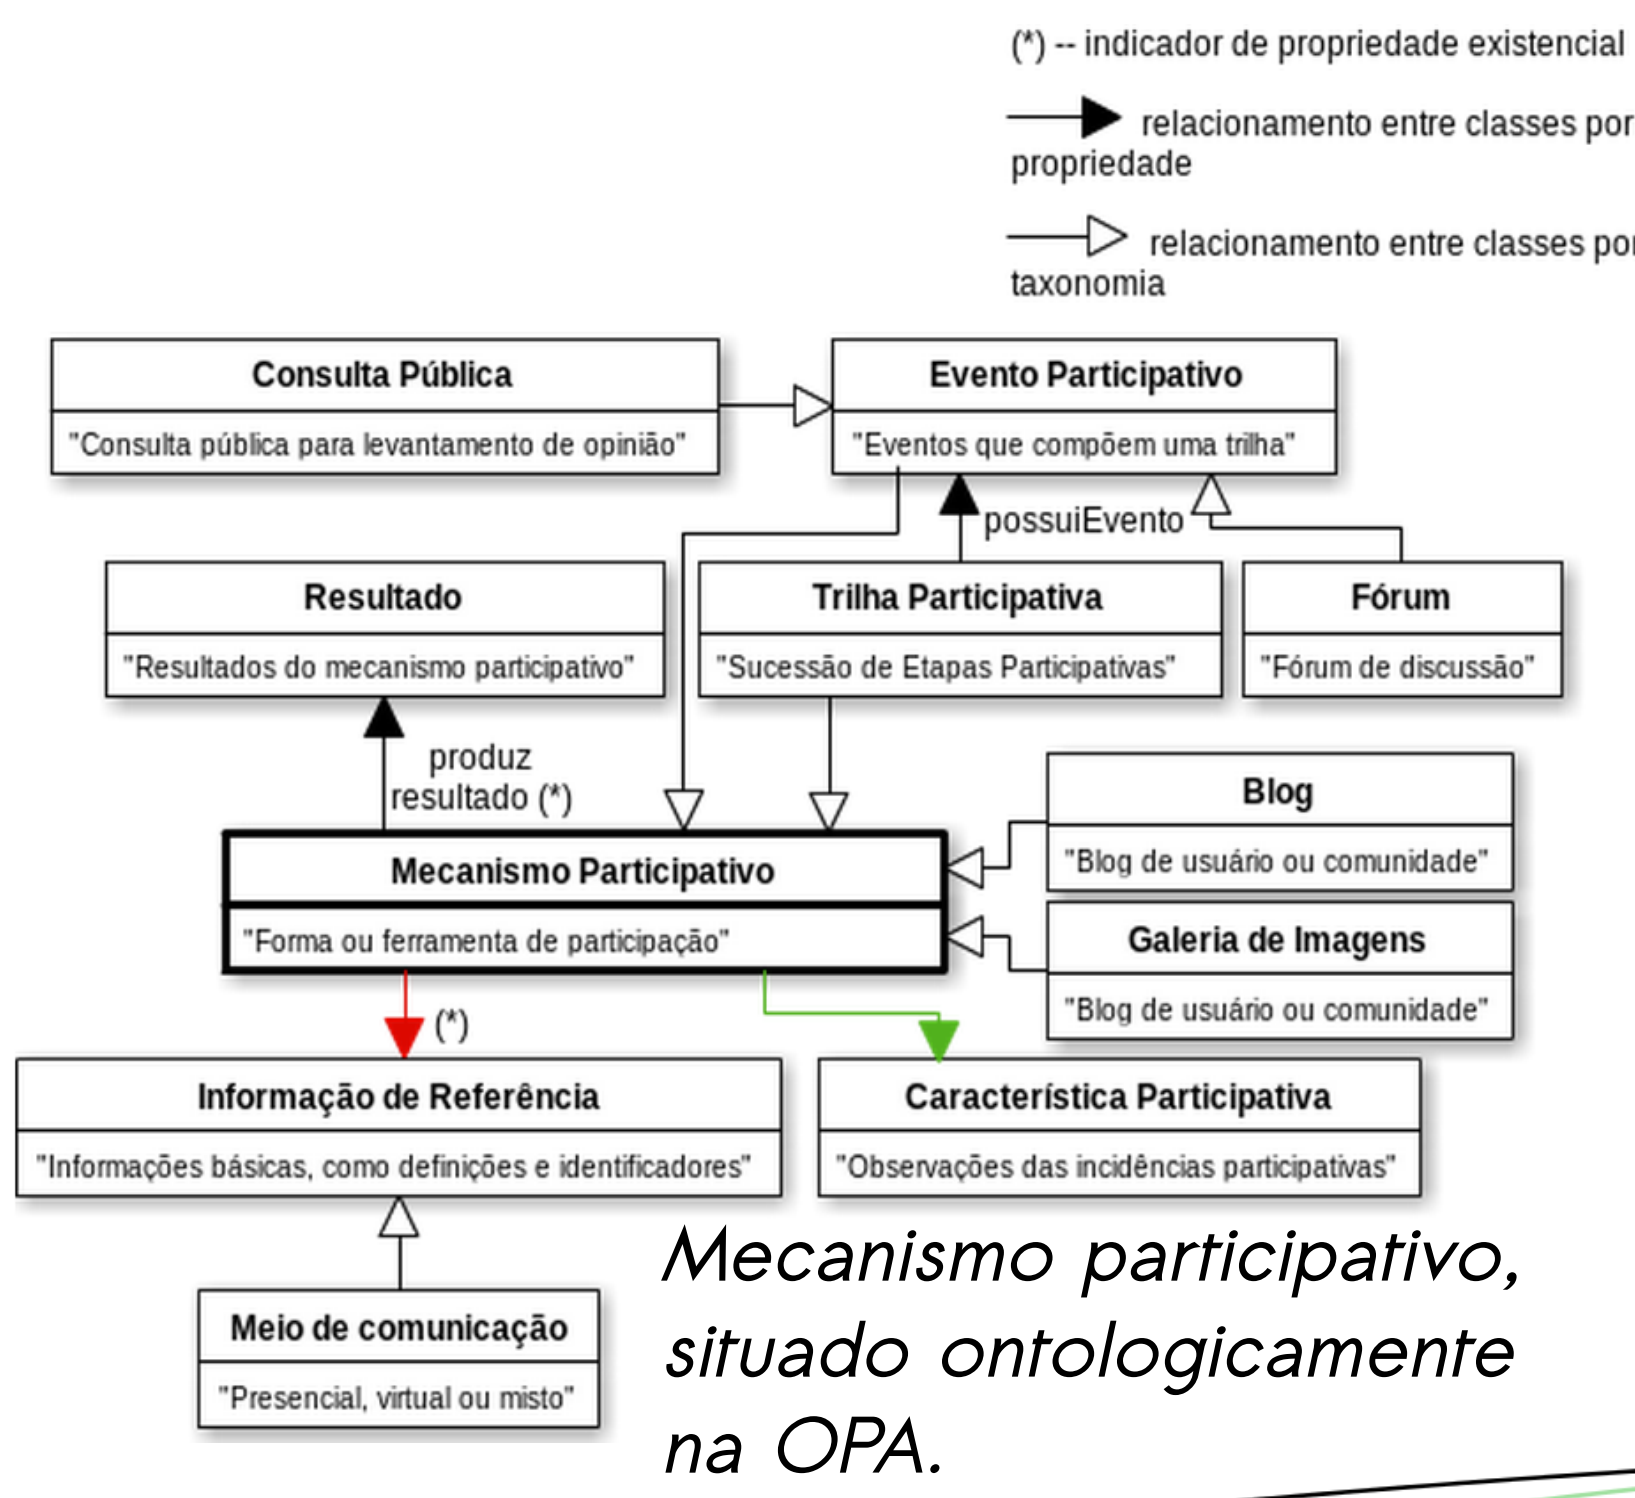 (*) -- indicador de propriedade existencial
relacionamento entre classes por
propriedade
relacionamento entre classes por
taxonomia
Consulta Pública
"Consulta pública para levantamento de opinião"
Evento Participativo
"Eventos que compõem uma trilha"
possuiEvento
Resultado
"Resultados do mecanismo participativo"
Trilha Participativa
"Sucessão de Etapas Participativas"
Fórum
"Fórum de discussão"
produz
resultado (*)
Blog
"Blog de usuário ou comunidade"
Mecanismo Participativo
"Forma ou ferramenta de participação"
Galeria de Imagens
"Blog de usuário ou comunidade"
(*)
Informação de Referência
"Informações básicas, como definições e identificadores"
Característica Participativa
"Observações das incidências participativas"
Meio de comunicação
"Presencial, virtual ou misto"
Mecanismo participativo,
situado ontologicamente
na OPA.